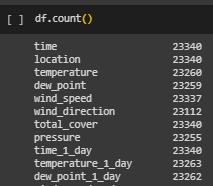 [ ] df.count()
time 23340
location 23340
temperature 23260
dew_point 23259
wind_speed 23337
wind_direction 23112
total_cover 23340
pressure 23255
time_1_day 23340
temperature_1_day 23263
dew_point_1_day 23262